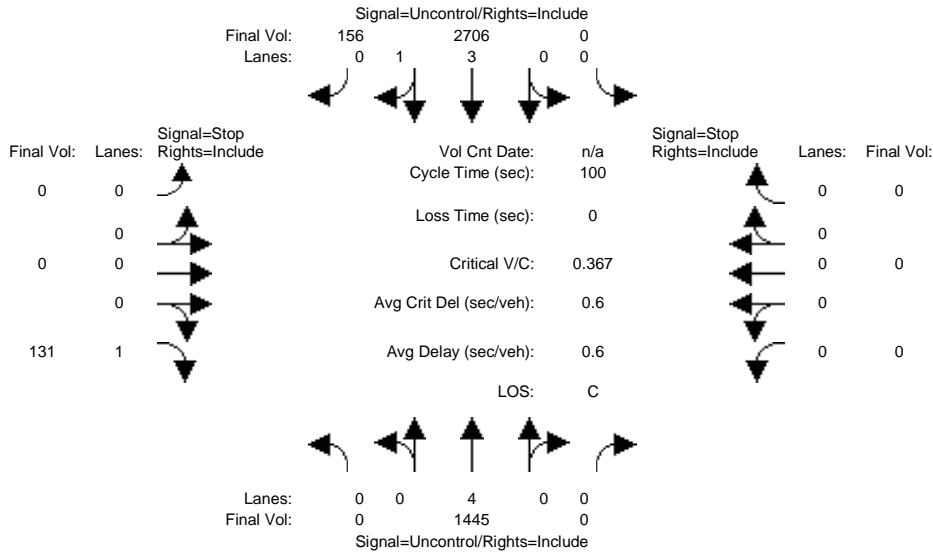 Signal=Uncontrol/Rights=Include
Final Vol: 156 2706 0
Lanes: 0 1 3 0 0
Signal=Stop Signal=Stop
Final Vol: Lanes: Rights=Include Vol Cnt Date: n/a Rights=Include Lanes: Final Vol:
Cycle Time (sec): 100
0 0 0 0
Loss Time (sec): 0
0 0
0 0 Critical V/C: 0.367 0 0
0 Avg Crit Del (sec/veh): 0.6 0
131 1 Avg Delay (sec/veh): 0.6 0 0
LOS: C
Lanes: 0 0 4 0 0
Final Vol: 0 1445 0
Signal=Uncontrol/Rights=Include